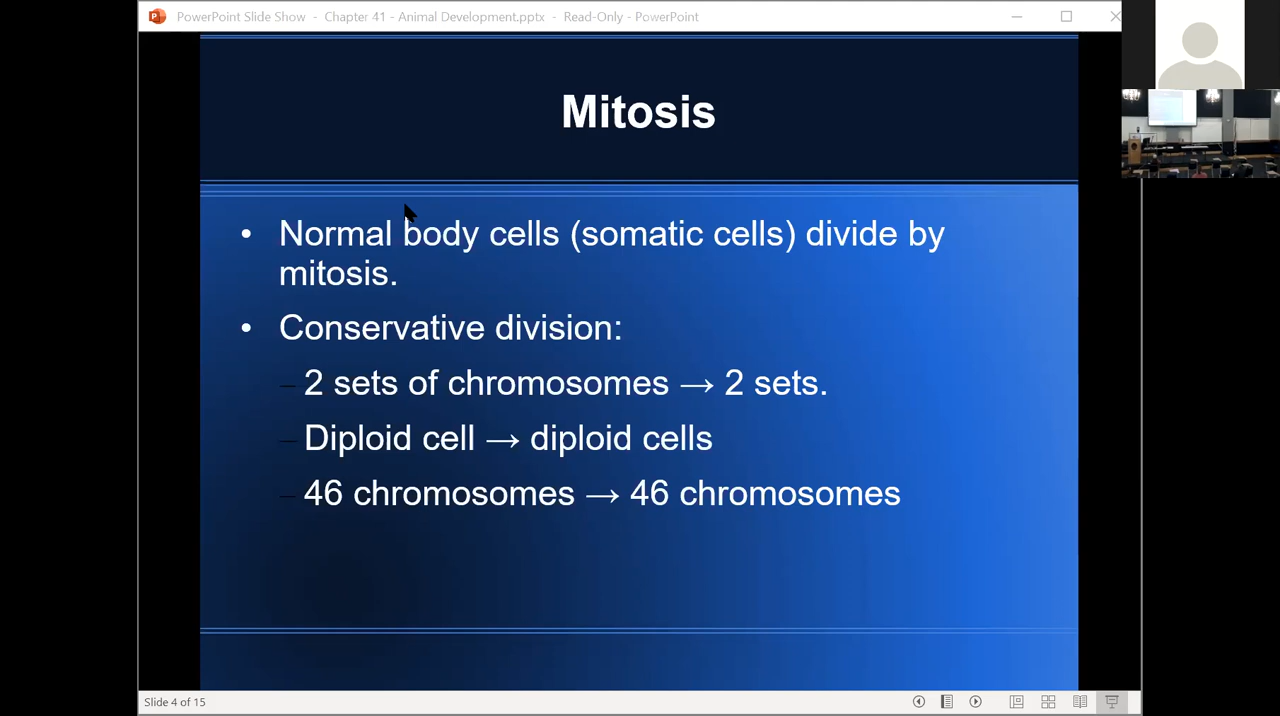 PowerPoint Slide Show - Chapter 41 - Animal Development.pptx - Read-Only - PowerPoint
Mitosis
• Normal body cells (somatic cells) divide by
mitosis.
• Conservative division:
– 2 sets of chromosomes → 2 sets.
– Diploid cell → diploid cells
– 46 chromosomes → 46 chromosomes
Slide 4 of 15